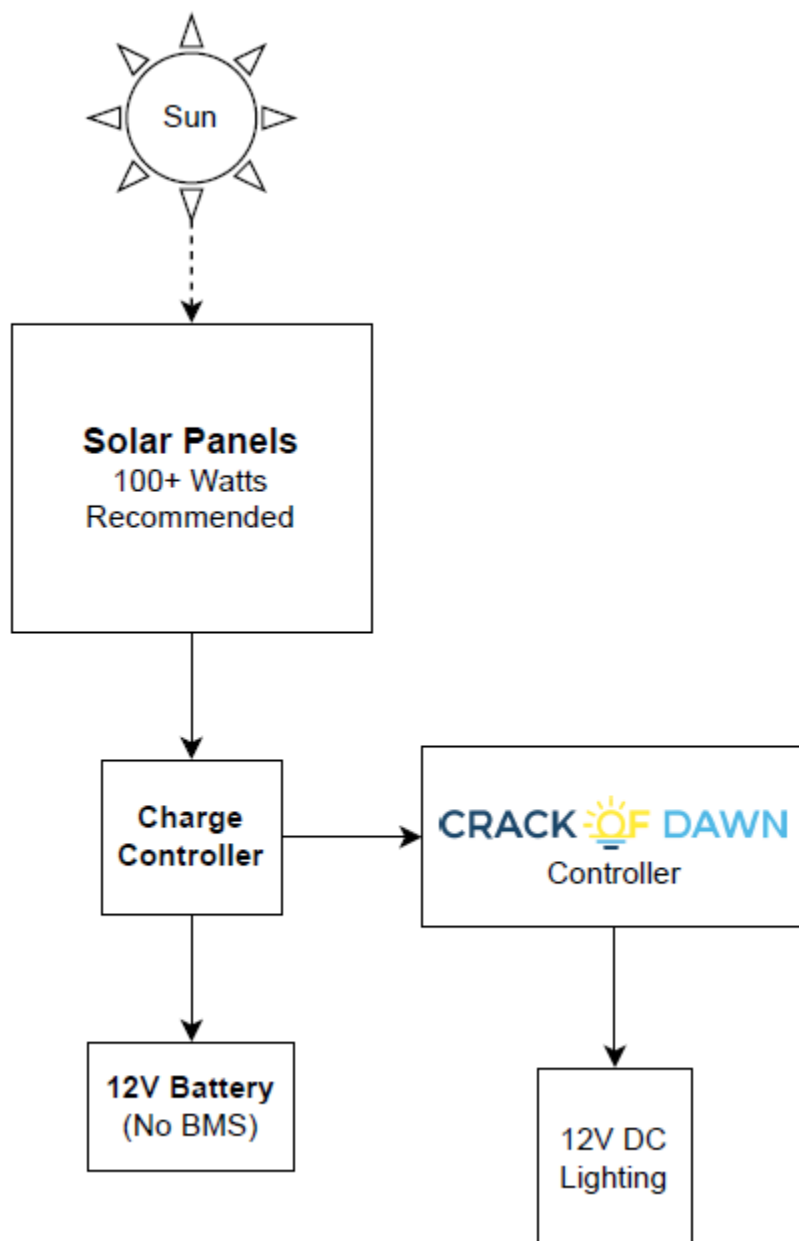 Sun
Solar Panels
100+ Watts
Recommended
Charge
Controller
CRACK OF DAWN
Controller
12V Battery
(No BMS)
12V DC
Lighting